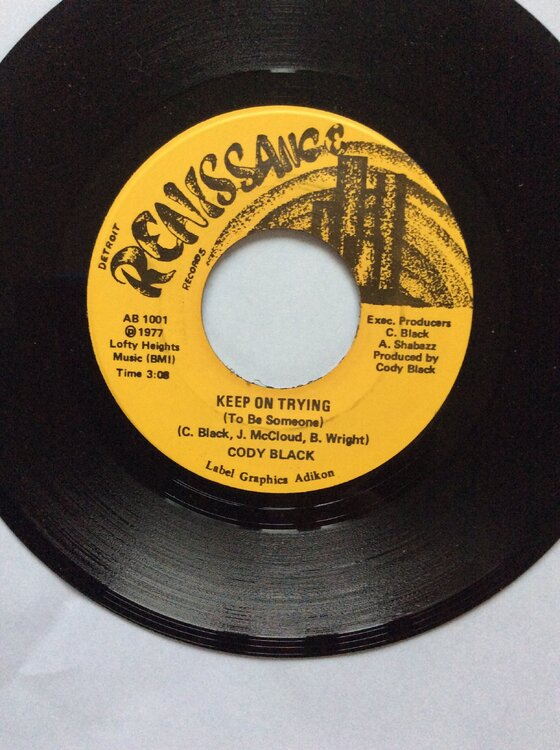 DETROIT
RENISSANCE
RECORDS
AB 1001
℗ 1977
Lofty Heights
Music (BMI)
Time 3:08
Exec. Producers
C. Black
A. Shabazz
Produced by
Cody Black
KEEP ON TRYING
(To Be Someone)
(C. Black, J. McCloud, B. Wright)
CODY BLACK
Label Graphics Adikon